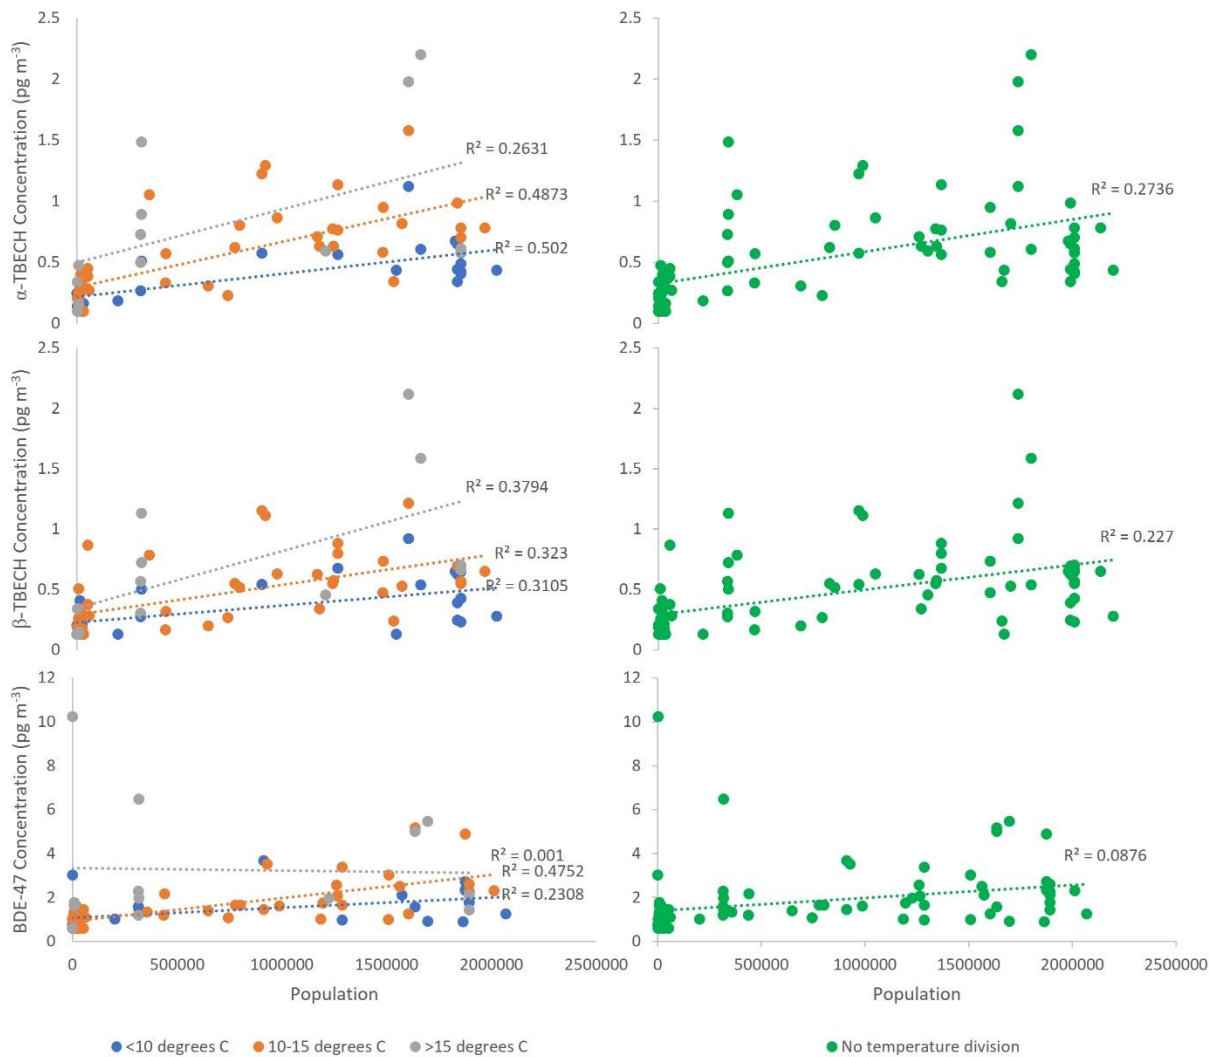 α-TBECH Concentration (pg m⁻³)
2.5
2
1.5
1
0.5
0
R² = 0.2631
R² = 0.4873
R² = 0.502
2.5
2
1.5
1
0.5
0
R² = 0.2736
β-TBECH Concentration (pg m⁻³)
2.5
2
1.5
1
0.5
0
R² = 0.3794
R² = 0.323
R² = 0.3105
2.5
2
1.5
1
0.5
0
R² = 0.227
BDE-47 Concentration (pg m⁻³)
12
10
8
6
4
2
0
R² = 0.001
R² = 0.4752
R² = 0.2308
0 500000 1000000 1500000 2000000 2500000
Population
12
10
8
6
4
2
0
R² = 0.0876
0 500000 1000000 1500000 2000000 2500000
Population
<10 degrees C 10-15 degrees C >15 degrees C
No temperature division